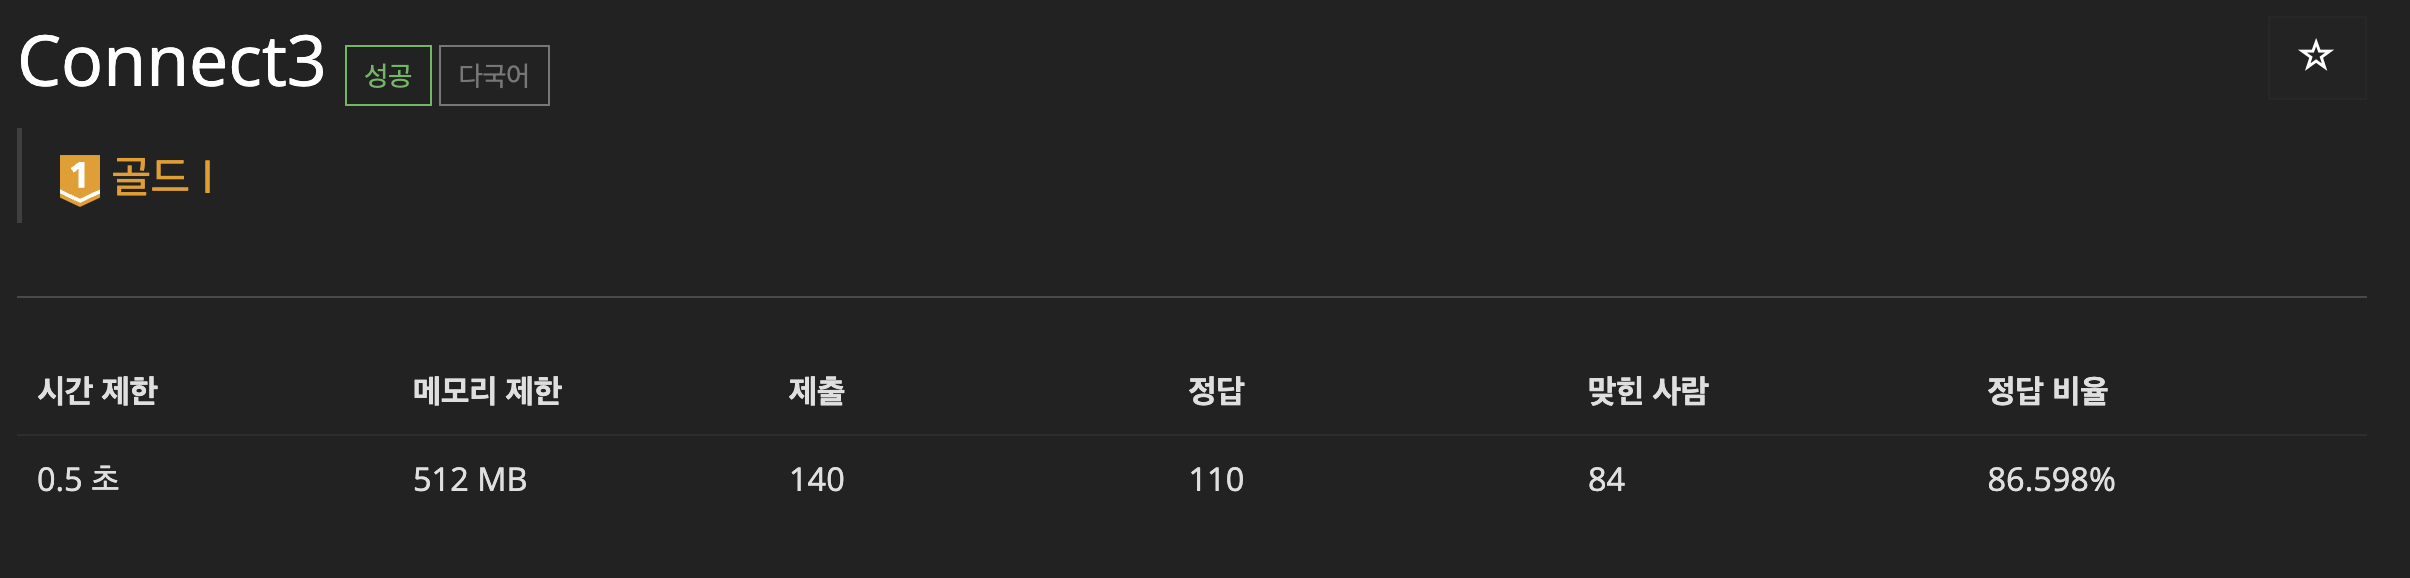 Connect3 성공 다국어
1 골드 I
시간 제한 메모리 제한 제출 정답 맞힌 사람 정답 비율
0.5 초 512 MB 140 110 84 86.598%